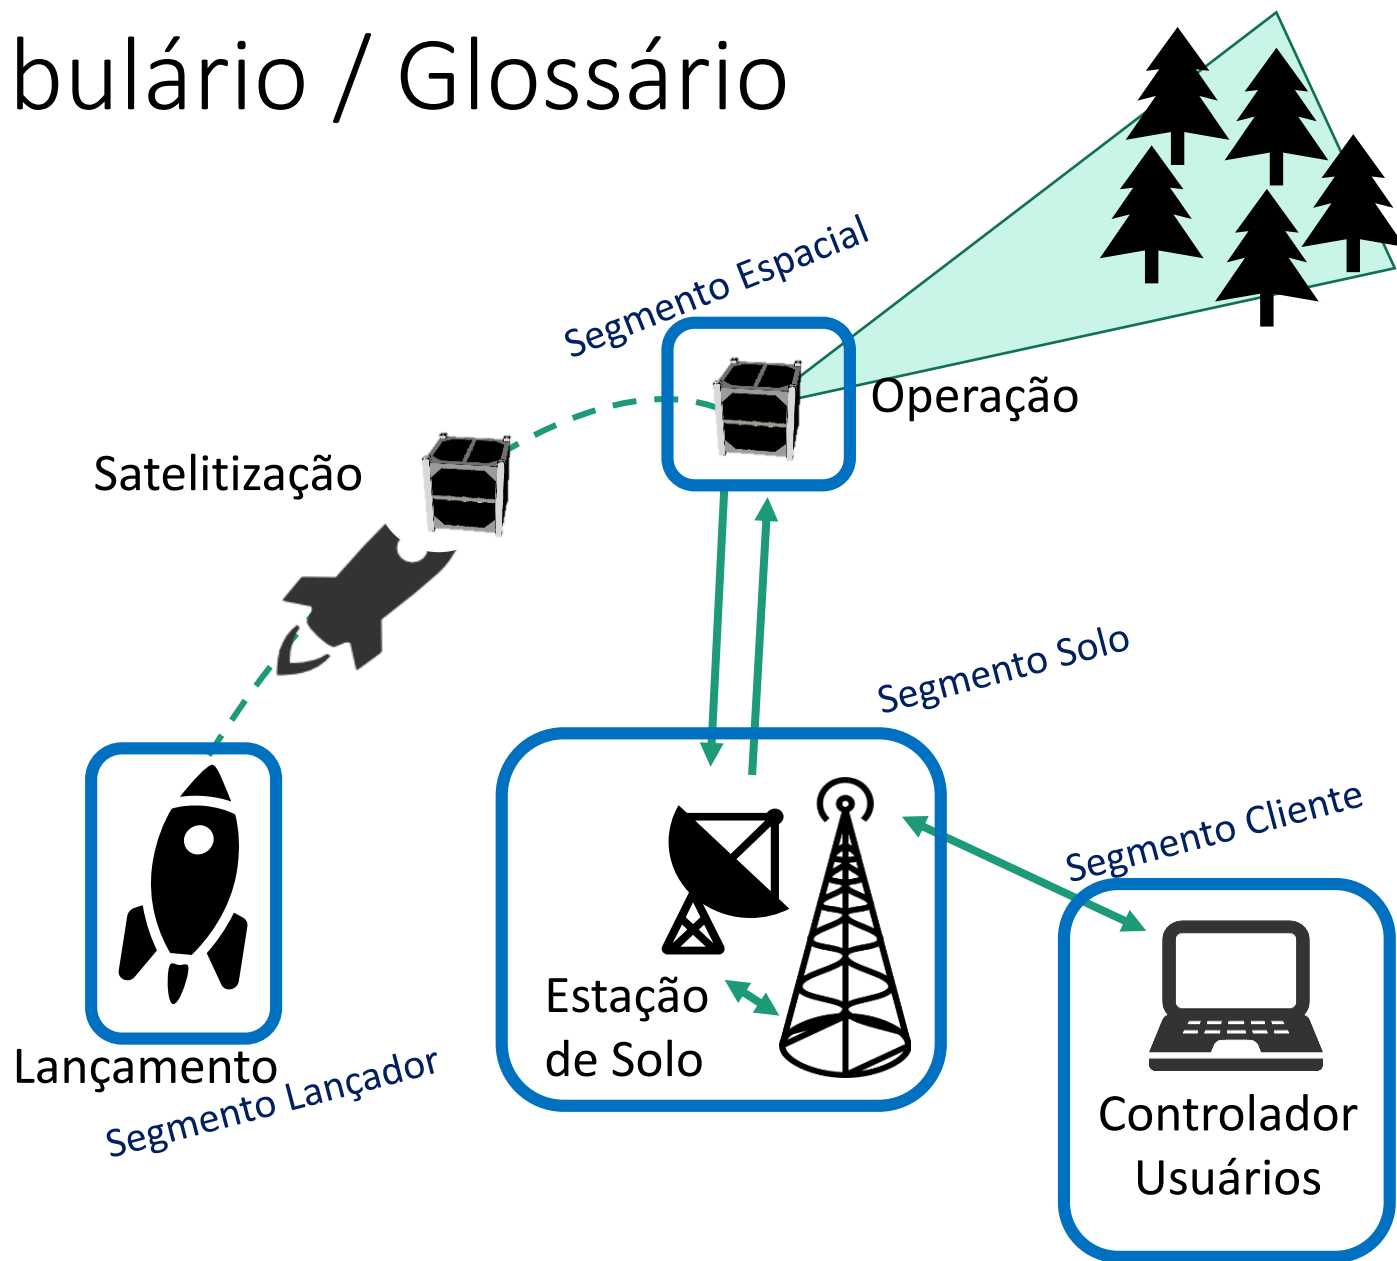 bulário / Glossário
Segmento Espacial
Operação
Satelitização
Segmento Solo
Segmento Cliente
Estação
de Solo
Lançamento
Segmento Lançador
Controlador
Usuários